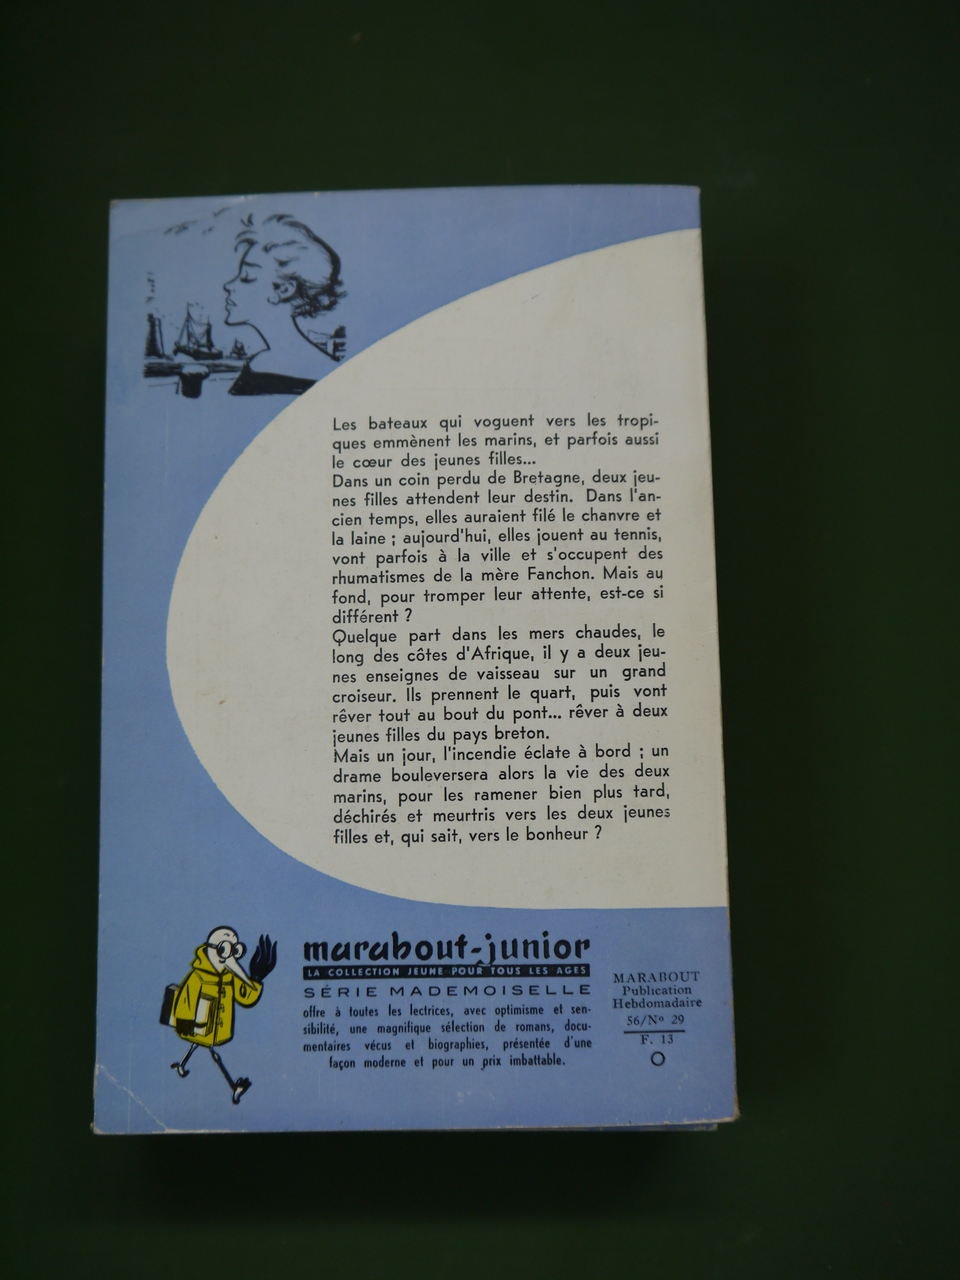 Les bateaux qui voguent vers les tropi-
ques emmènent les marins, et parfois aussi
le cœur des jeunes filles...
Dans un coin perdu de Bretagne, deux jeu-
nes filles attendent leur destin. Dans l'an-
cien temps, elles auraient filé le chanvre et
la laine ; aujourd'hui, elles jouent au tennis,
vont parfois à la ville et s'occupent des
rhumatismes de la mère Fanchon. Mais au
fond, pour tromper leur attente, est-ce si
différent ?
Quelque part dans les mers chaudes, le
long des côtes d'Afrique, il y a deux jeu-
nes enseignes de vaisseau sur un grand
croiseur. Ils prennent le quart, puis vont
rêver tout au bout du pont... rêver à deux
jeunes filles du pays breton.
Mais un jour, l'incendie éclate à bord ; un
drame bouleversera alors la vie des deux
marins, pour les ramener bien plus tard,
déchirés et meurtris vers les deux jeunes
filles et, qui sait, vers le bonheur ?
marabout-junior
LA COLLECTION JEUNE POUR TOUS LES AGES
SÉRIE MADEMOISELLE
offre à toutes les lectrices, avec optimisme et sen-
sibilité, une magnifique sélection de romans, docu-
mentaires vécus et biographies, présentée d'une
façon moderne et pour un prix imbattable.
MARABOUT
Publication
Hebdomadaire
56/Nº 29
F. 13
O